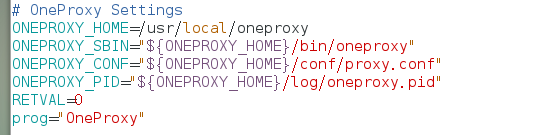 # OneProxy Settings
ONEPROXY_HOME=/usr/local/oneproxy
ONEPROXY_SBIN="${ONEPROXY_HOME}/bin/oneproxy"
ONEPROXY_CONF="${ONEPROXY_HOME}/conf/proxy.conf"
ONEPROXY_PID="${ONEPROXY_HOME}/log/oneproxy.pid"
RETVAL=0
prog="OneProxy"